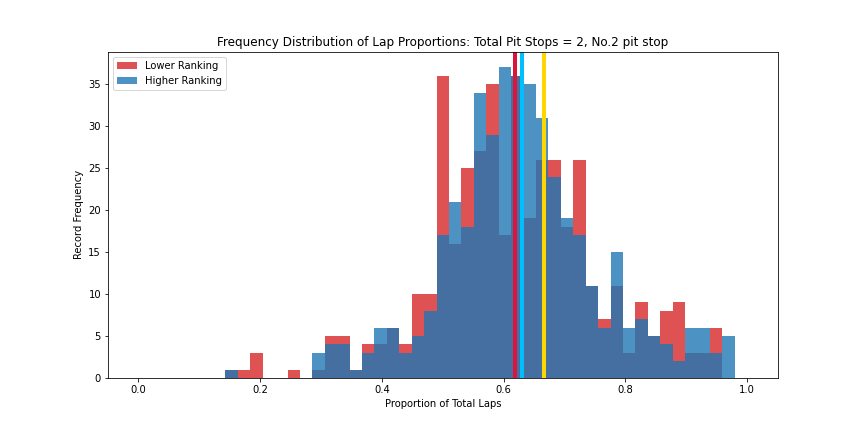 Frequency Distribution of Lap Proportions: Total Pit Stops = 2, No.2 pit stop
Lower Ranking
Higher Ranking
35
30
25
20
15
10
5
0
Record Frequency
0.0 0.2 0.4 0.6 0.8 1.0
Proportion of Total Laps